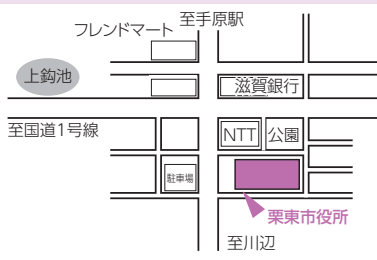 至手原駅
フレンドマート
上鈎池
滋賀銀行
至国道1号線
NTT
公園
駐車場
栗東市役所
至川辺